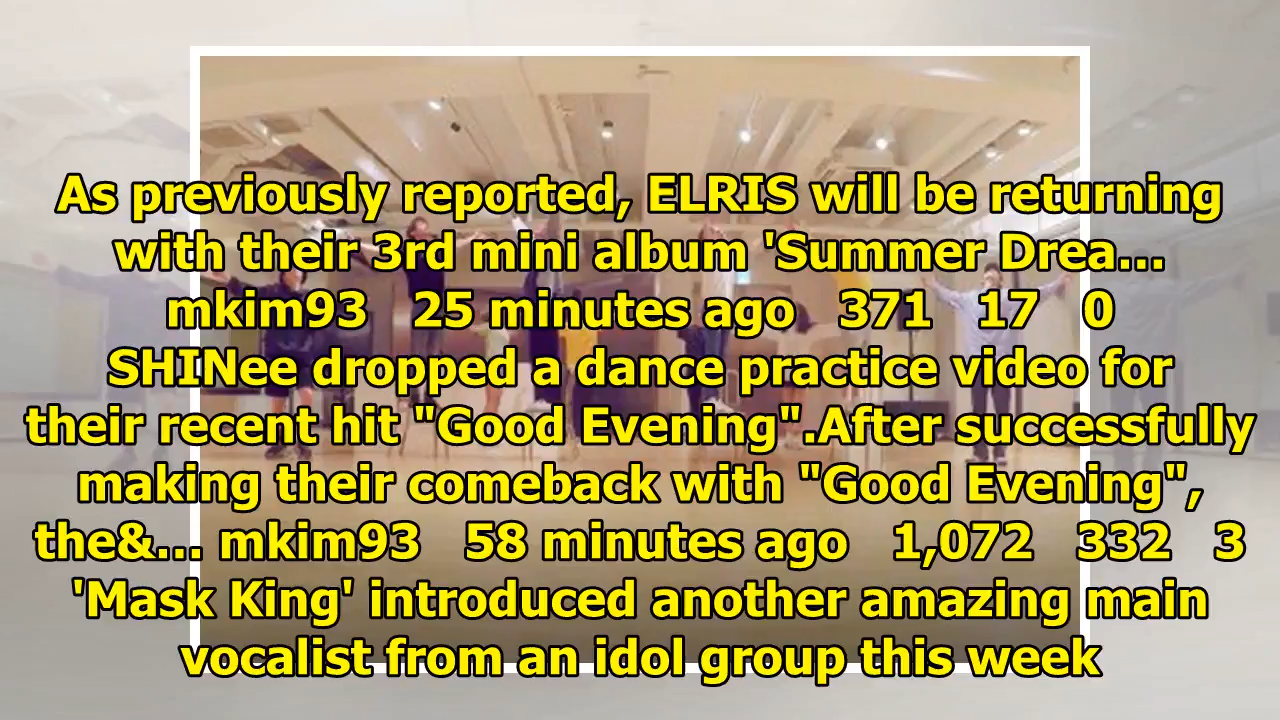 As previously reported, ELRIS will be returning
with their 3rd mini album 'Summer Drea...
mkim93 25 minutes ago 371 17 0
SHINee dropped a dance practice video for
their recent hit "Good Evening".After successfully
making their comeback with "Good Evening",
the&... mkim93 58 minutes ago 1,072 332 3
'Mask King' introduced another amazing main
vocalist from an idol group this week